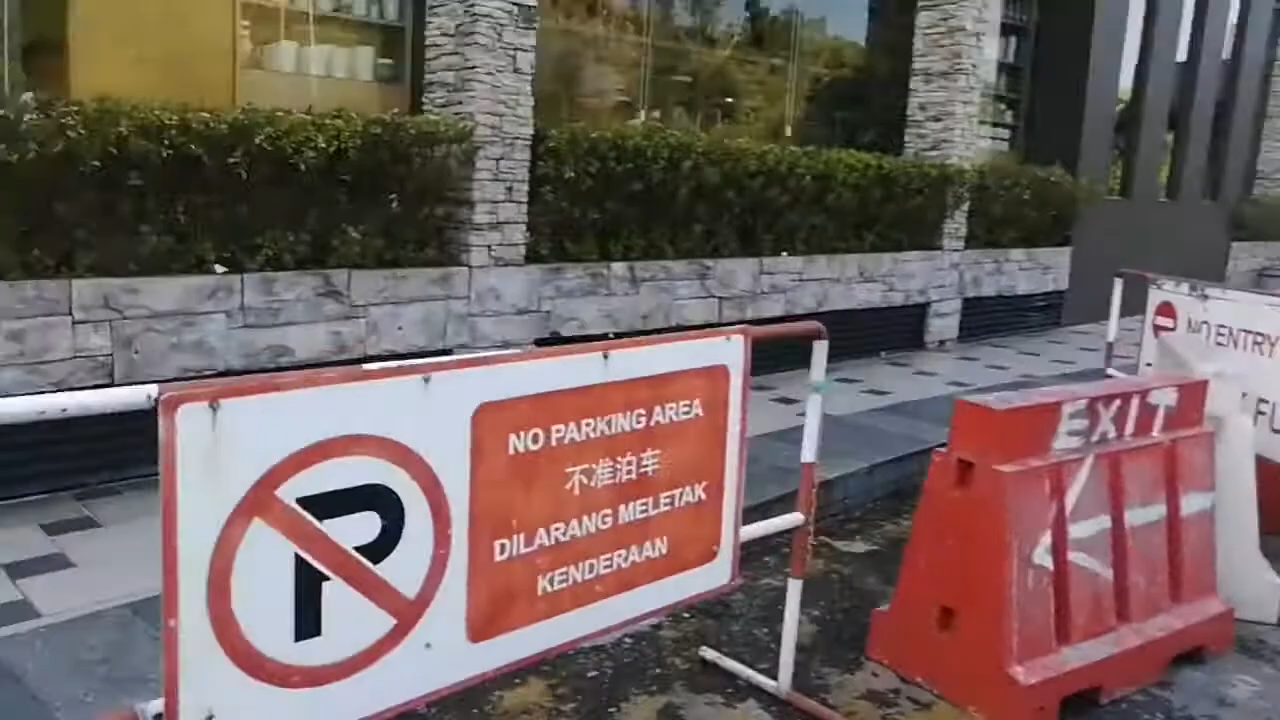 P
NO PARKING AREA
不准泊车
DILARANG MELETAK
KENDERAAN
EXIT
NO ENTRY